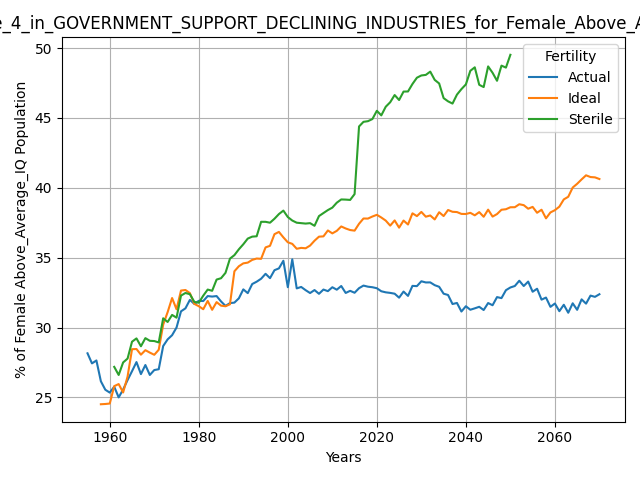 e_4_in_GOVERNMENT_SUPPORT_DECLINING_INDUSTRIES_for_Female_Above_A
% of Female Above_Average_IQ Population
50
45
40
35
30
25
Fertility
Actual
Ideal
Sterile
1960 1980 2000 2020 2040 2060
Years